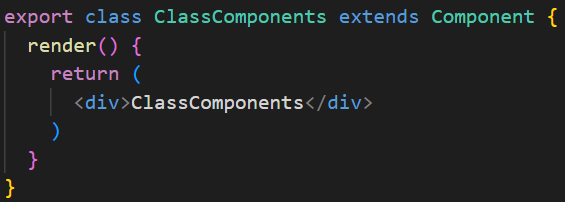 export class ClassComponents extends Component {
  render() {
    return (
      <div>ClassComponents</div>
    )
  }
}